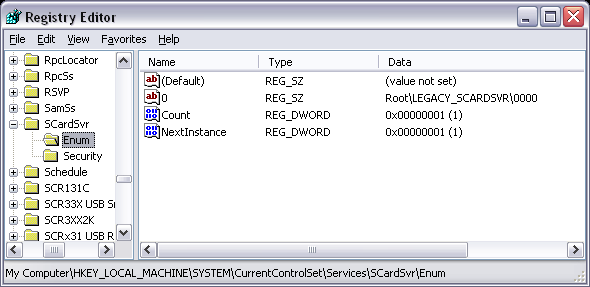 Registry Editor
File Edit View Favorites Help
RpcLocator
RpcSs
RSVP
SamSs
SCardSvr
Enum
Security
Schedule
SCR131C
SCR33X USB Sr
SCR3XX2K
SCRx31 USB R
Name Type Data
(Default) REG_SZ (value not set)
0 REG_SZ Root\LEGACY_SCARDSVR\0000
Count REG_DWORD 0x00000001 (1)
NextInstance REG_DWORD 0x00000001 (1)
My Computer\HKEY_LOCAL_MACHINE\SYSTEM\CurrentControlSet\Services\SCardSvr\Enum